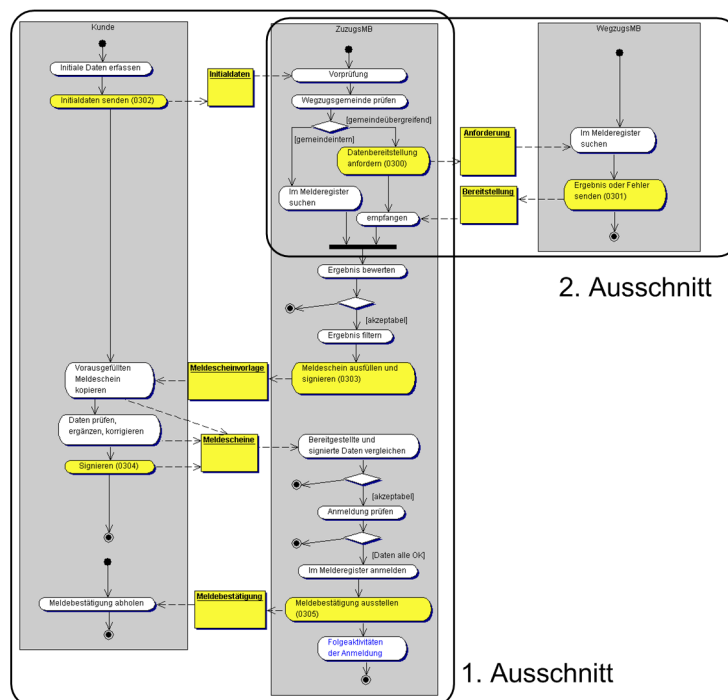 Kunde
ZuzugsMB
WegzugsMB
Initiale Daten erfassen
Initialdaten senden (0302)
Initialdaten
Vorprüfung
Wegzugsgemeinde prüfen
[gemeindeübergreifend]
[gemeindeintern]
Datenbereitstellung
anfordern (0300)
Anforderung
Im Melderegister
suchen
Im Melderegister
suchen
Ergebnis oder Fehler
senden (0301)
Bereitstellung
empfangen
Ergebnis bewerten
2. Ausschnitt
[akzeptabel]
Ergebnis filtern
Vorausgefüllten
Meldeschein
kopieren
Meldescheinvorlage
Meldeschein ausfüllen und
signieren (0303)
Daten prüfen,
ergänzen, korrigieren
Meldescheine
Bereitgestellte und
signierte Daten vergleichen
Signieren (0304)
[akzeptabel]
Anmeldung prüfen
[Daten alle OK]
Im Melderegister anmelden
Meldebestätigung abholen
Meldebestätigung
Meldebestätigung ausstellen
(0305)
Folgeaktivitäten
der Anmeldung
1. Ausschnitt